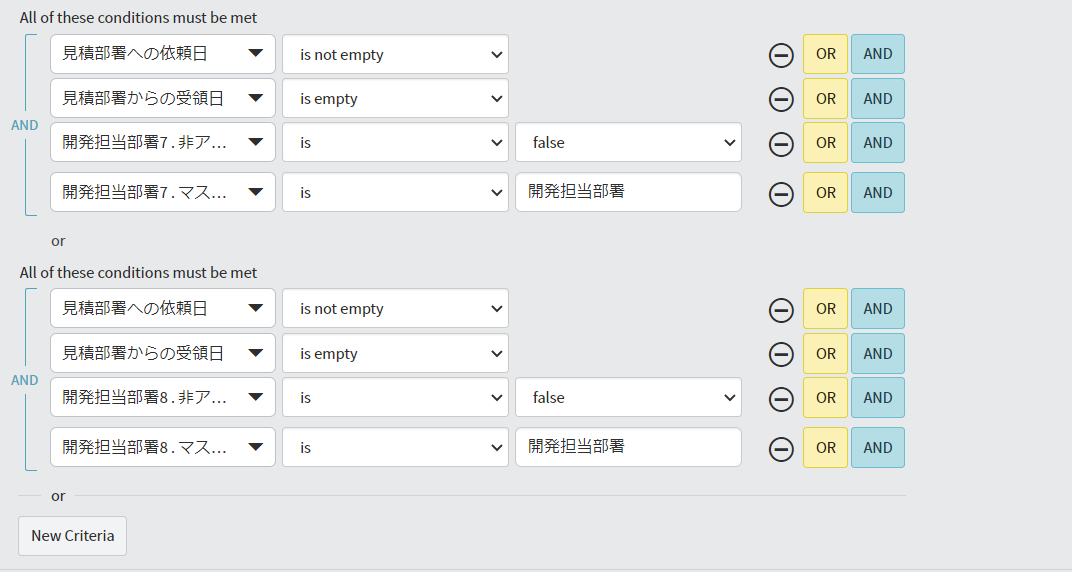 All of these conditions must be met
見積部署への依頼日 is not empty OR AND
見積部署からの受領日 is empty OR AND
AND
開発担当部署7.非ア... is false OR AND
開発担当部署7.マス... is 開発担当部署 OR AND
or
All of these conditions must be met
見積部署への依頼日 is not empty OR AND
見積部署からの受領日 is empty OR AND
AND
開発担当部署8.非ア... is false OR AND
開発担当部署8.マス... is 開発担当部署 OR AND
or
New Criteria